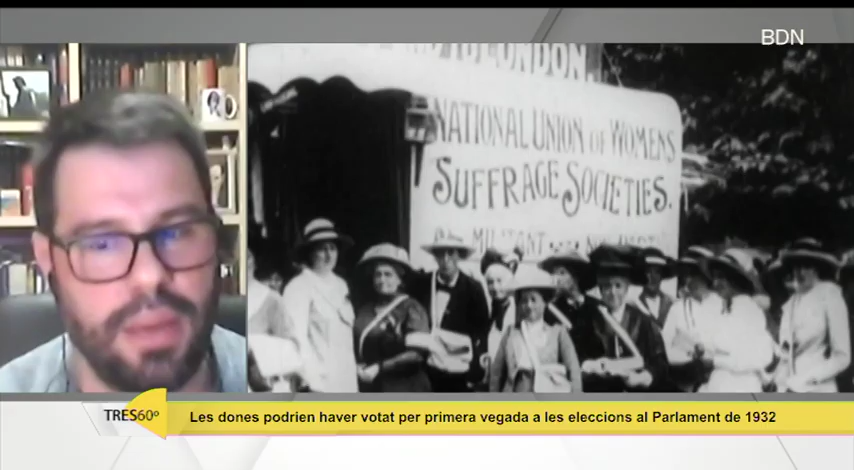 BDN
LONDON
NATIONAL UNION OF WOMENS
SUFFRAGE SOCIETIES.
TRES60º
Les dones podrien haver votat per primera vegada a les eleccions al Parlament de 1932